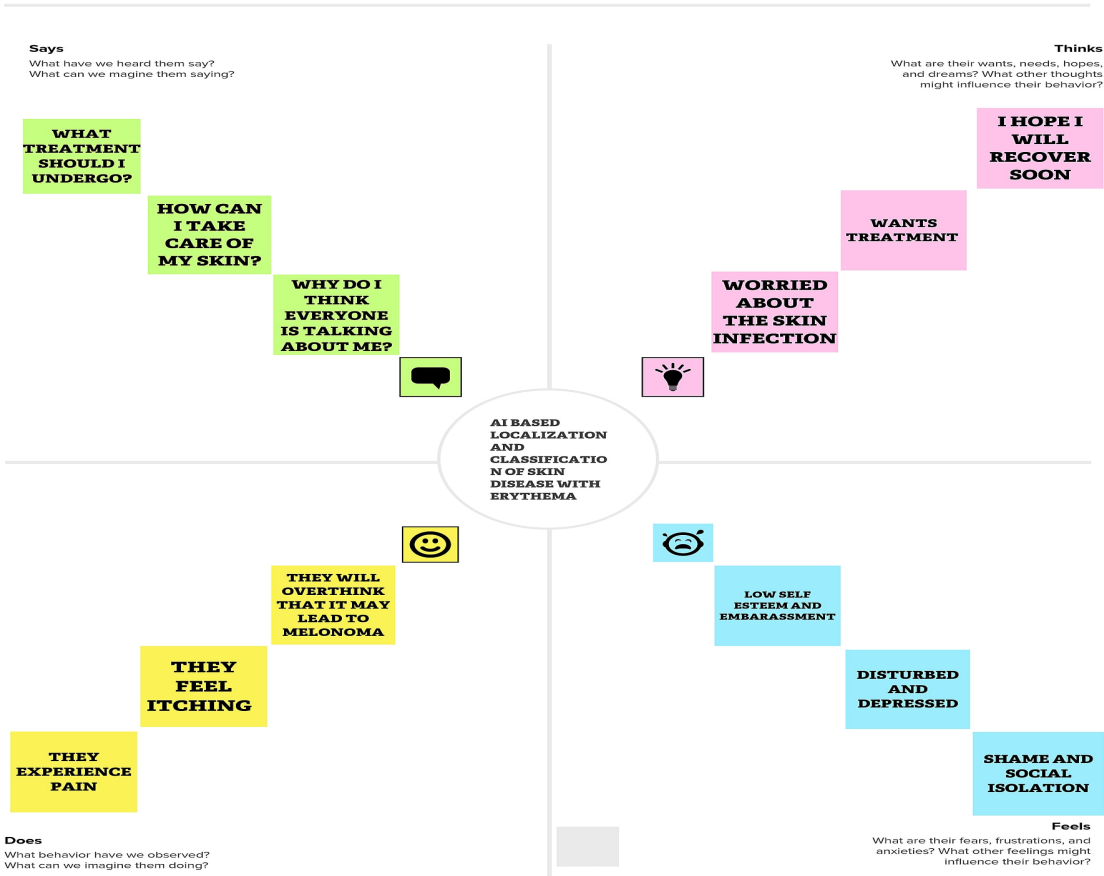 Says
What have we heard them say?
What can we magine them saying?
WHAT
TREATMENT
SHOULD I
UNDERGO?
HOW CAN
I TAKE
CARE OF
MY SKIN?
WHY DO I
THINK
EVERYONE
IS TALKING
ABOUT ME?
Thinks
What are their wants, needs, hopes,
and dreams? What other thoughts
might influence their behavior?
I HOPE I
WILL
RECOVER
SOON
WANTS
TREATMENT
WORRIED
ABOUT
THE SKIN
INFECTION
AI BASED
LOCALIZATION
AND
CLASSIFICATIO
N OF SKIN
DISEASE WITH
ERYTHEMA
THEY WILL
OVERTHINK
THAT IT MAY
LEAD TO
MELONOMA
THEY
FEEL
ITCHING
THEY
EXPERIENCE
PAIN
Does
What behavior have we observed?
What can we imagine them doing?
LOW SELF
ESTEEM AND
EMBARASSMENT
DISTURBED
AND
DEPRESSED
SHAME AND
SOCIAL
ISOLATION
Feels
What are their fears, frustrations, and
anxieties? What other feelings might
influence their behavior?